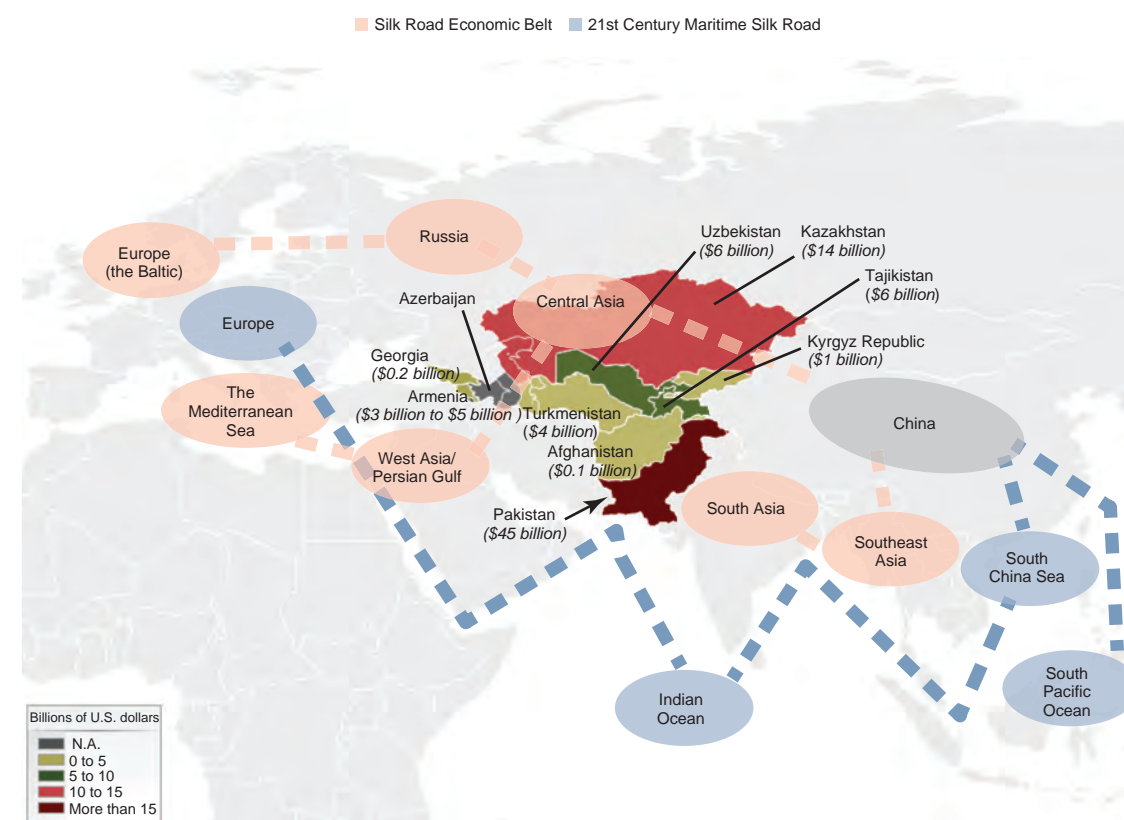 Silk Road Economic Belt 21st Century Maritime Silk Road
Uzbekistan
($6 billion)
Kazakhstan
($14 billion)
Tajikistan
($6 billion)
Russia
Europe
(the Baltic)
Central Asia
Azerbaijan
Europe
Kyrgyz Republic
($1 billion)
Georgia
($0.2 billion)
Armenia
($3 billion to $5 billion )
The
Mediterranean
Sea
Turkmenistan
($4 billion)
China
Afghanistan
($0.1 billion)
West Asia/
Persian Gulf
Pakistan
($45 billion)
South Asia
Southeast
Asia
South
China Sea
Indian
Ocean
South
Pacific
Ocean
Billions of U.S. dollars
N.A.
0 to 5
5 to 10
10 to 15
More than 15